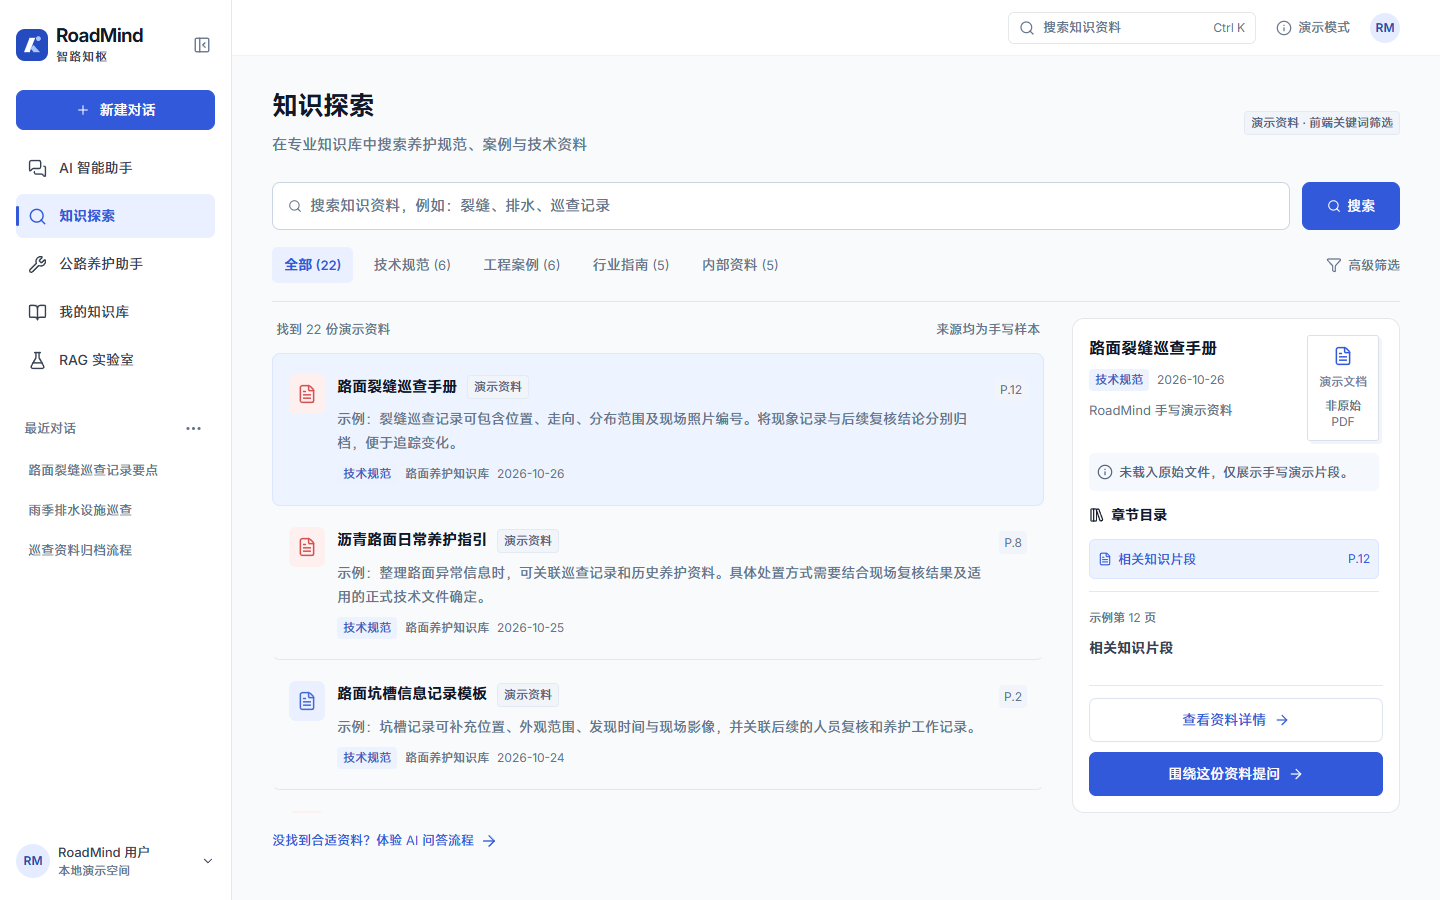 RoadMind
智路知枢
新建对话
AI 智能助手
知识探索
公路养护助手
我的知识库
RAG 实验室
最近对话
路面裂缝巡查记录要点
雨季排水设施巡查
巡查资料归档流程
RM
RoadMind 用户
本地演示空间
搜索知识资料
Ctrl K
演示模式
RM
知识探索
在专业知识库中搜索养护规范、案例与技术资料
演示资料 · 前端关键词筛选
搜索知识资料，例如：裂缝、排水、巡查记录
搜索
全部 (22)
技术规范 (6)
工程案例 (6)
行业指南 (5)
内部资料 (5)
高级筛选
找到 22 份演示资料
来源均为手写样本
路面裂缝巡查手册
演示资料
P.12
示例：裂缝巡查记录可包含位置、走向、分布范围及现场照片编号。将现象记录与后续复核结论分别归
档，便于追踪变化。
技术规范 路面养护知识库 2026-10-26
沥青路面日常养护指引
演示资料
P.8
示例：整理路面异常信息时，可关联巡查记录和历史养护资料。具体处置方式需要结合现场复核结果及适
用的正式技术文件确定。
技术规范 路面养护知识库 2026-10-25
路面坑槽信息记录模板
演示资料
P.2
示例：坑槽记录可补充位置、外观范围、发现时间与现场影像，并关联后续的人员复核和养护工作记录。
技术规范 路面养护知识库 2026-10-24
没找到合适资料？体验 AI 问答流程
路面裂缝巡查手册
技术规范 2026-10-26
RoadMind 手写演示资料
演示文档
非原始
PDF
未载入原始文件，仅展示手写演示片段。
章节目录
相关知识片段
P.12
示例第 12 页
相关知识片段
查看资料详情
围绕这份资料提问